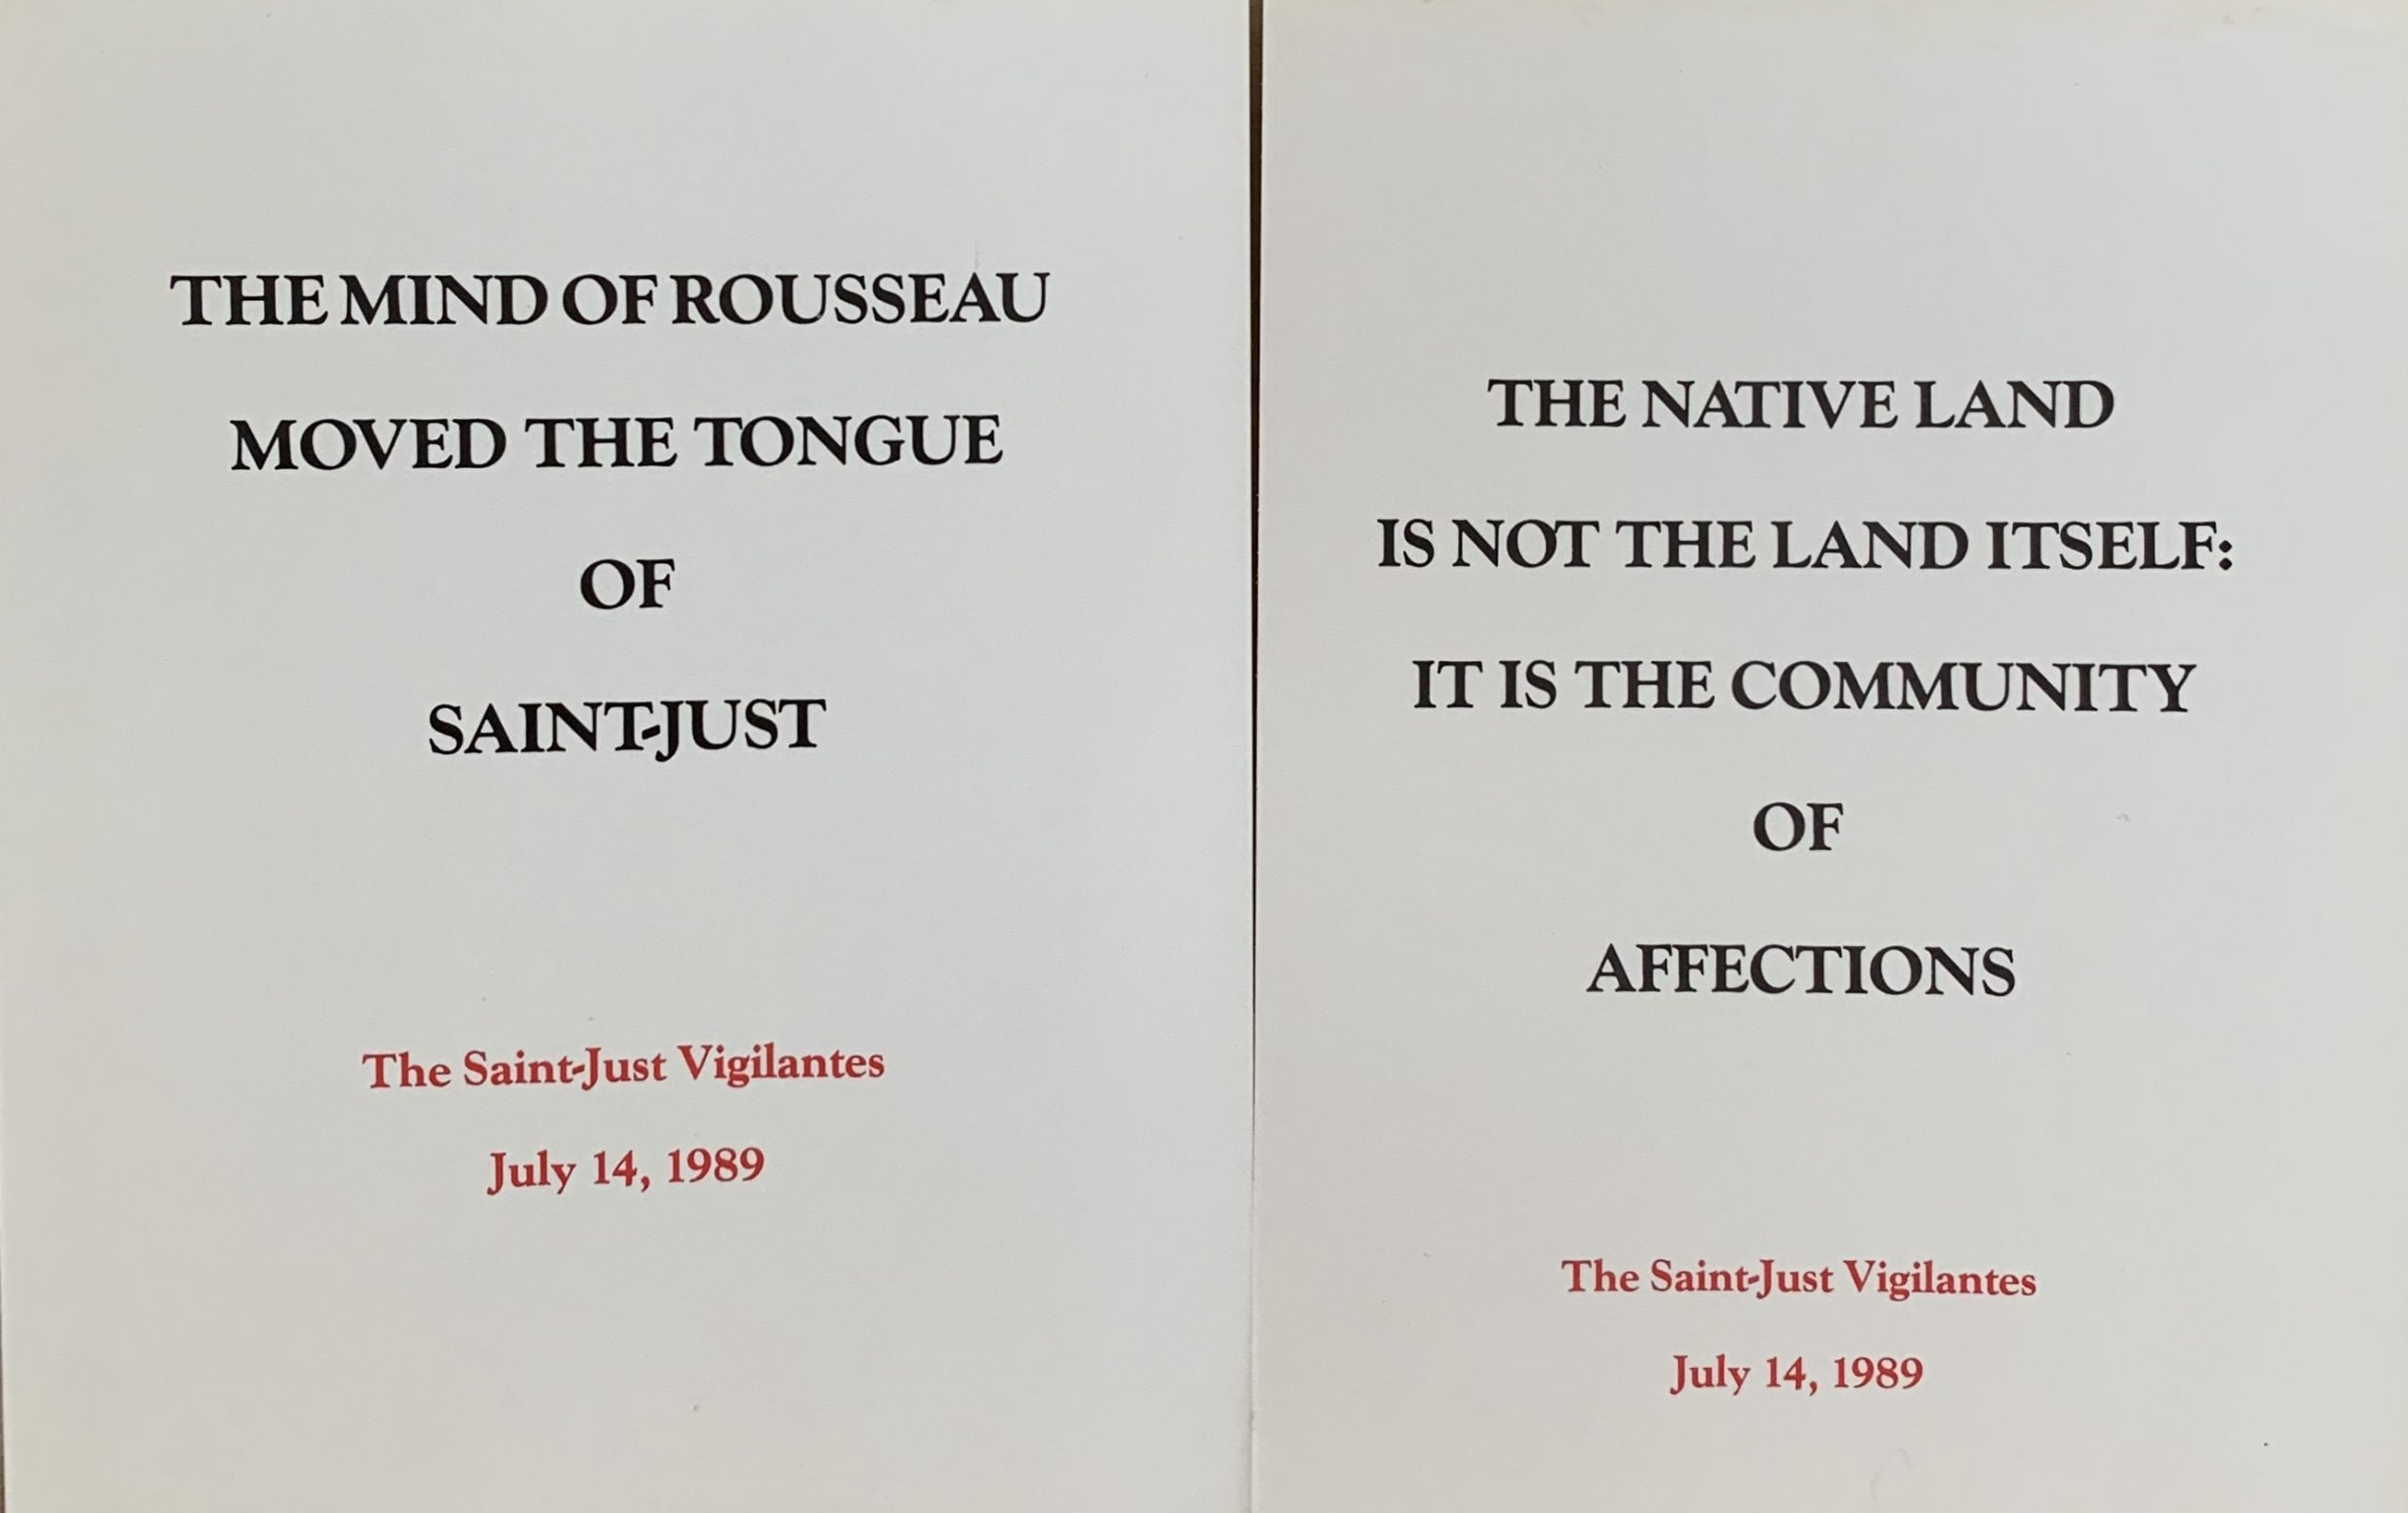 THE MIND OF ROUSSEAU
MOVED THE TONGUE
OF
SAINT-JUST
The Saint-Just Vigilantes
July 14, 1989
THE NATIVE LAND
IS NOT THE LAND ITSELF:
IT IS THE COMMUNITY
OF
AFFECTIONS
The Saint-Just Vigilantes
July 14, 1989